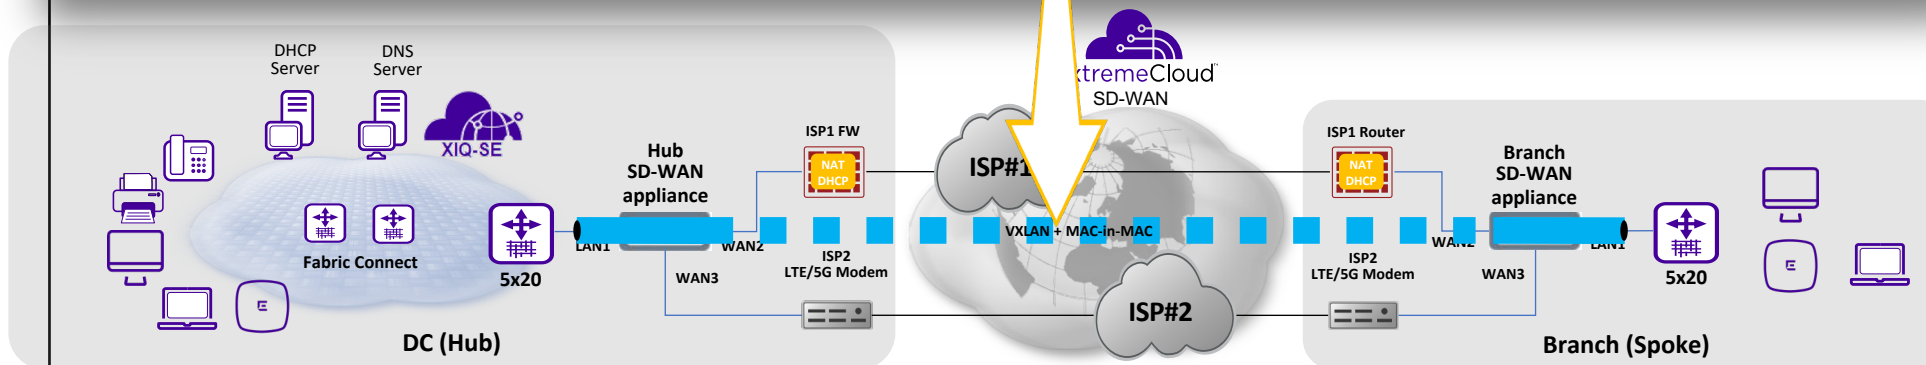 DHCP
Server
DNS
Server
XIQ-SE
Fabric Connect
5x20
LAN1
Hub
SD-WAN
appliance
WAN2
WAN3
ISP1 FW
NAT
DHCP
ISP2
LTE/5G Modem
DC (Hub)
xtremeCloud
SD-WAN
ISP#1
VXLAN + MAC-in-MAC
ISP#2
ISP1 Router
NAT
DHCP
ISP2
LTE/5G Modem
WAN2
WAN3
Branch
SD-WAN
appliance
LAN1
5x20
E
E
Branch (Spoke)